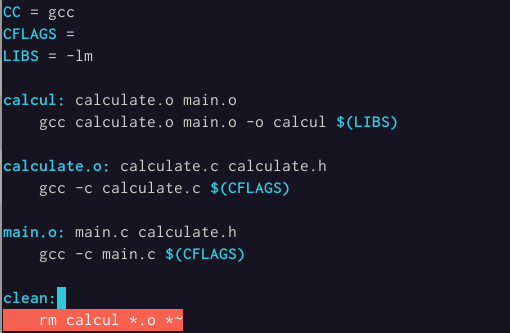 CC = gcc
CFLAGS =
LIBS = -lm
calcul: calculate.o main.o
gcc calculate.o main.o -o calcul $(LIBS)
calculate.o: calculate.c calculate.h
gcc -c calculate.c $(CFLAGS)
main.o: main.c calculate.h
gcc -c main.c $(CFLAGS)
clean:
rm calcul *.o *~